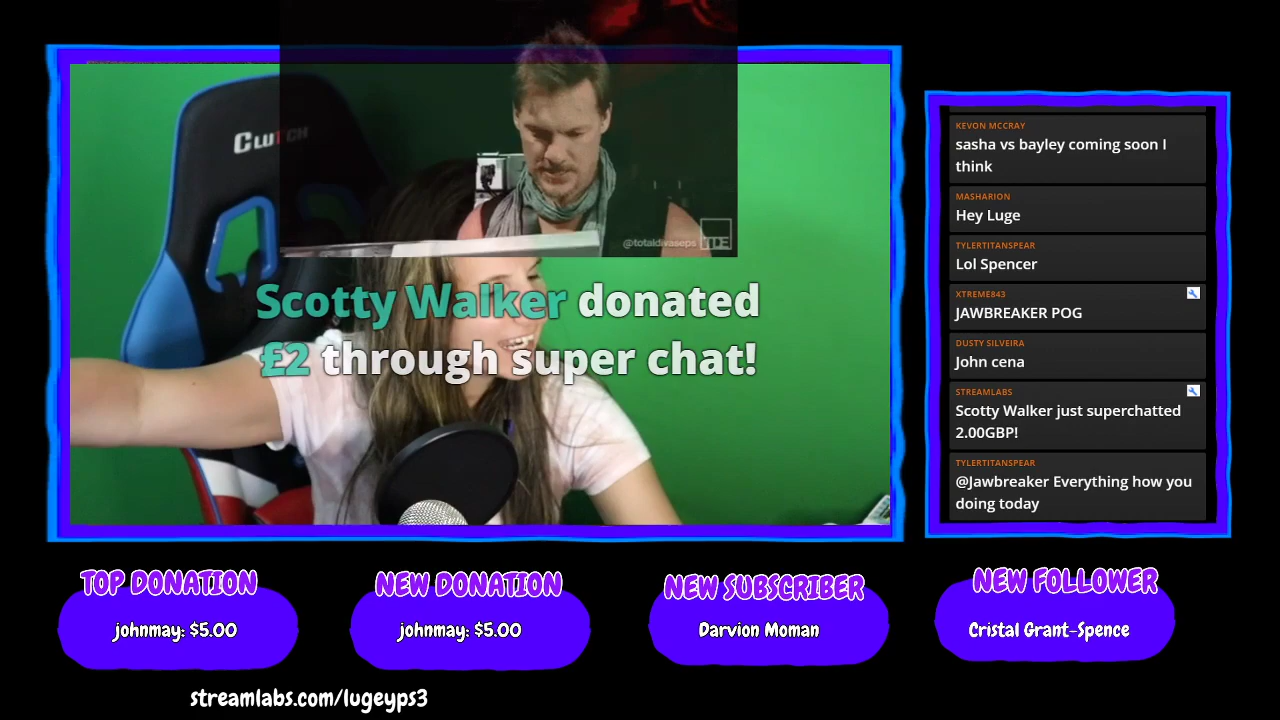 CLUTCH
@totaldivaseps
TDE
Scotty Walker donated
£2 through super chat!
KEVON MCCRAY
sasha vs bayley coming soon I
think
MASHARION
Hey Luge
TYLERTITANSPEAR
Lol Spencer
XTREME843
JAWBREAKER POG
DUSTY SILVEIRA
John cena
STREAMLABS
Scotty Walker just superchatted
2.00GBP!
TYLERTITANSPEAR
@Jawbreaker Everything how you
doing today
TOP DONATION
johnmay: $5.00
NEW DONATION
johnmay: $5.00
NEW SUBSCRIBER
Darvion Moman
NEW FOLLOWER
Cristal Grant-Spence
streamlabs.com/lugeyps3